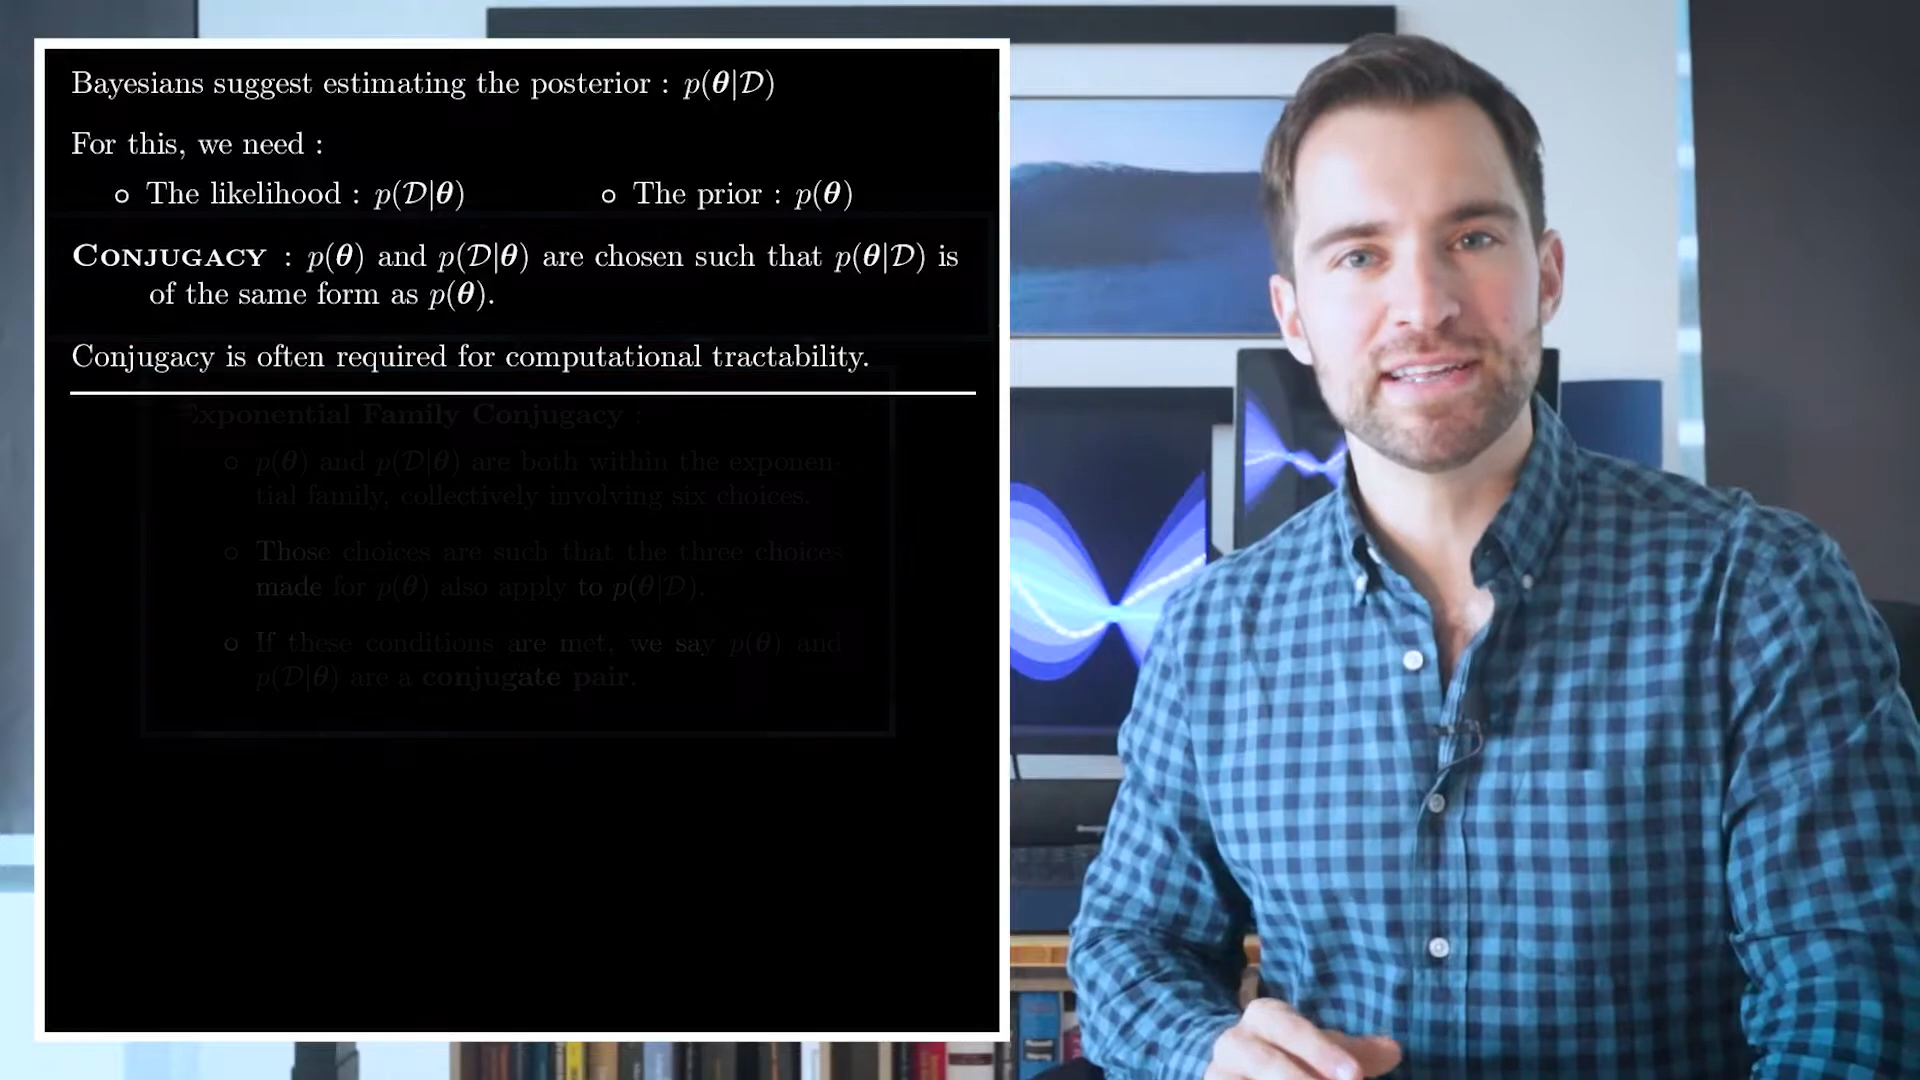 Bayesians suggest estimating the posterior : p(θ|𝒟)
For this, we need :
○ The likelihood : p(𝒟|θ) ○ The prior : p(θ)
CONJUGACY : p(θ) and p(𝒟|θ) are chosen such that p(θ|𝒟) is
of the same form as p(θ).
Conjugacy is often required for computational tractability.
Exponential Family Conjugacy :
○ p(θ) and p(𝒟|θ) are both within the exponen-
tial family, collectively involving six choices.
○ Those choices are such that the three choices
made for p(θ) also apply to p(θ|𝒟).
○ If these conditions are met, we say p(θ) and
p(𝒟|θ) are a conjugate pair.